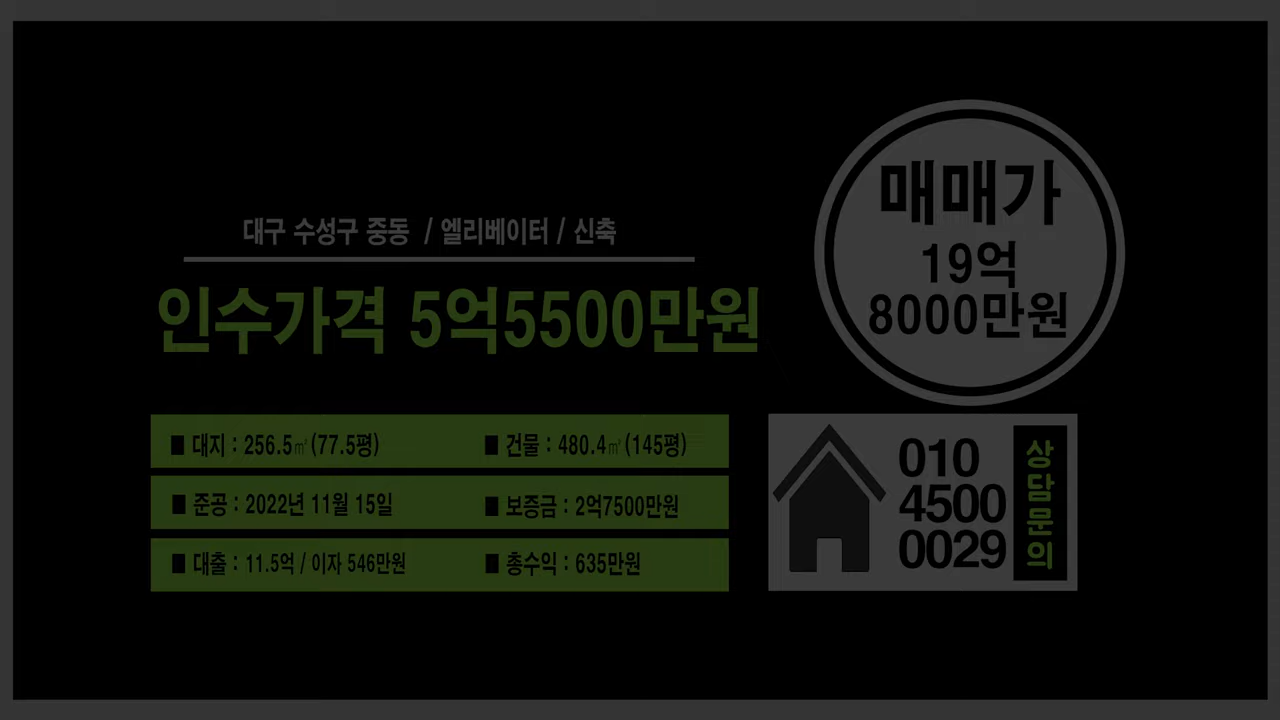 대구 수성구 중동 / 엘리베이터 / 신축
인수가격 5억5500만원
매매가
19억
8000만원
■ 대지 : 256.5㎡(77.5평)
■ 건물 : 480.4㎡(145평)
■ 준공 : 2022년 11월 15일
■ 보증금 : 2억7500만원
■ 대출 : 11.5억 / 이자 546만원
■ 총수익 : 635만원
010
4500
0029
상담문의